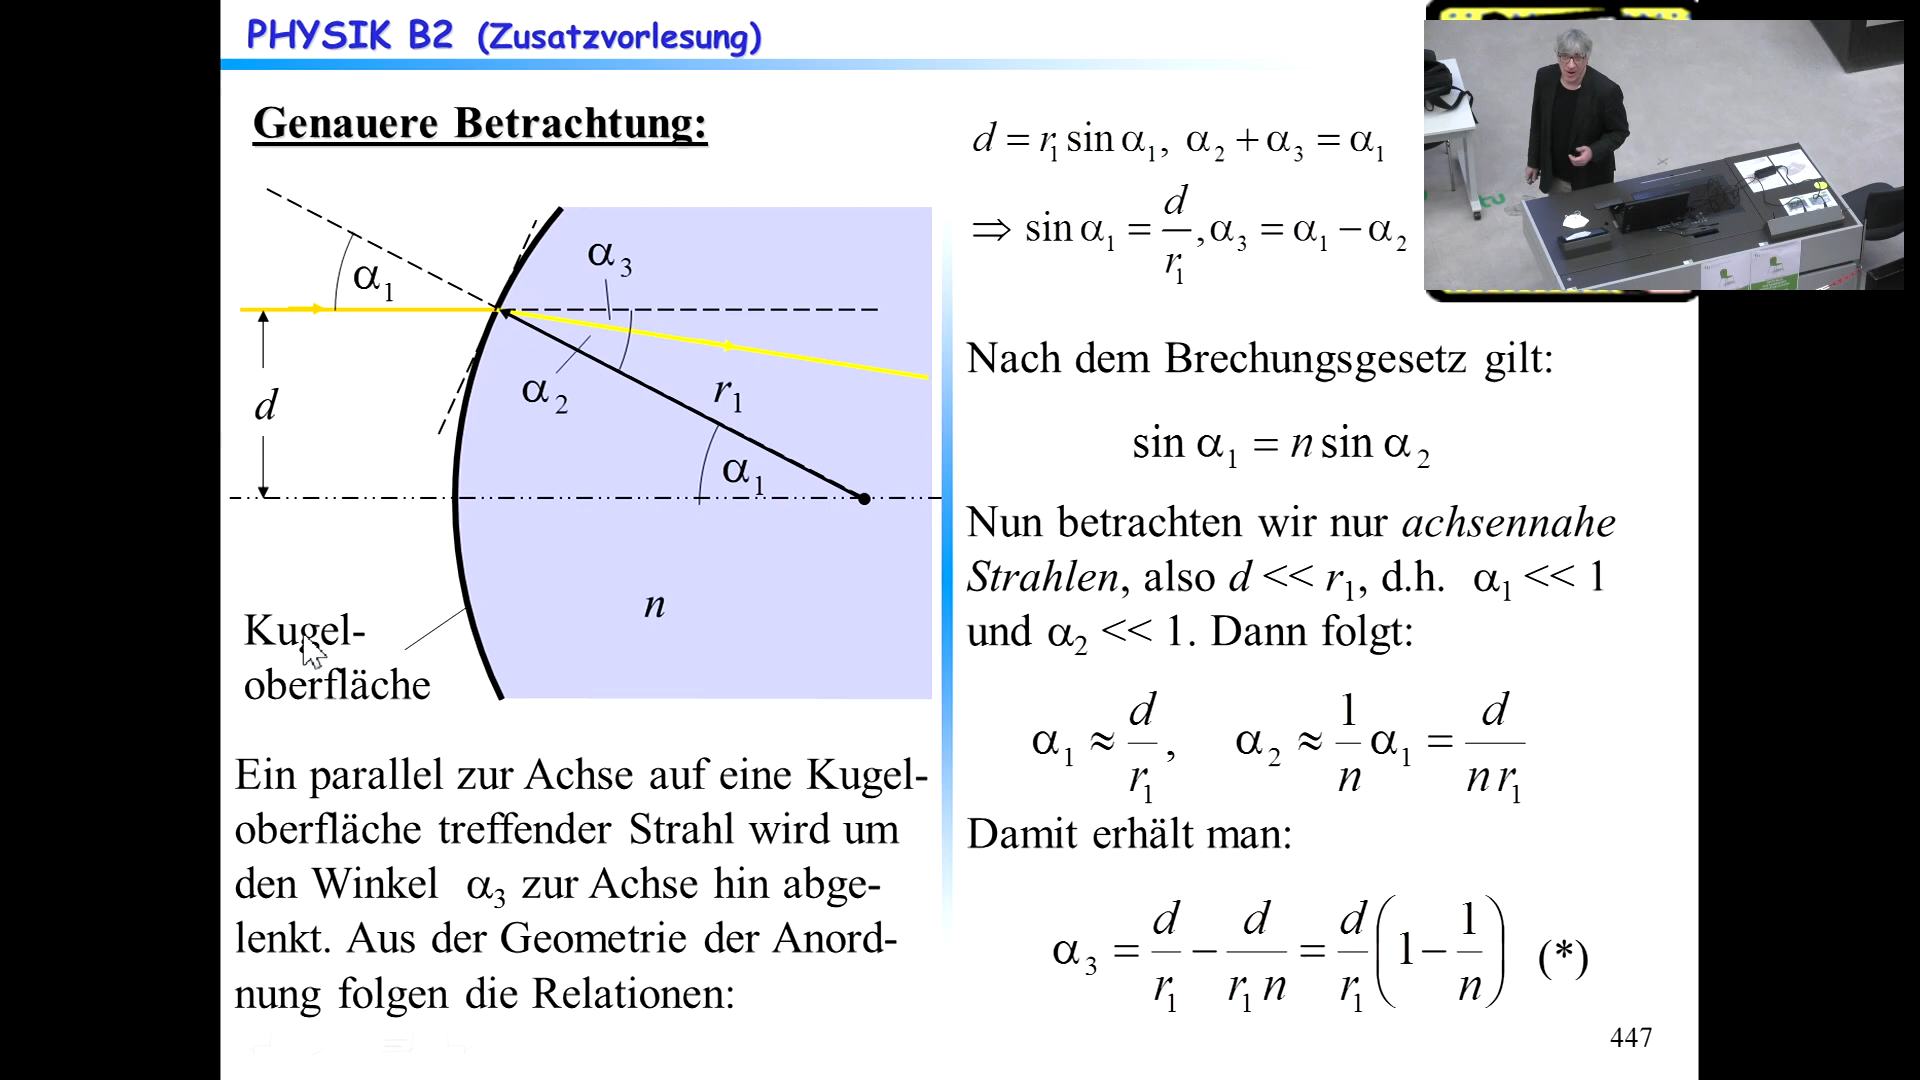 PHYSIK B2 (Zusatzvorlesung)
Genauere Betrachtung:
α₁
α₃
α₂
r₁
d
α₁
n
Kugel-
oberfläche
Ein parallel zur Achse auf eine Kugel-
oberfläche treffender Strahl wird um
den Winkel α₃ zur Achse hin abge-
lenkt. Aus der Geometrie der Anord-
nung folgen die Relationen:
d = r₁ sin α₁, α₂ + α₃ = α₁
⇒ sin α₁ = d/r₁, α₃ = α₁ − α₂
Nach dem Brechungsgesetz gilt:
sin α₁ = n sin α₂
Nun betrachten wir nur achsennahe
Strahlen, also d << r₁, d.h. α₁ << 1
und α₂ << 1. Dann folgt:
α₁ ≈ d/r₁, α₂ ≈ 1/n α₁ = d/(n r₁)
Damit erhält man:
α₃ = d/r₁ − d/(r₁ n) = d/r₁ (1 − 1/n) (*)
447